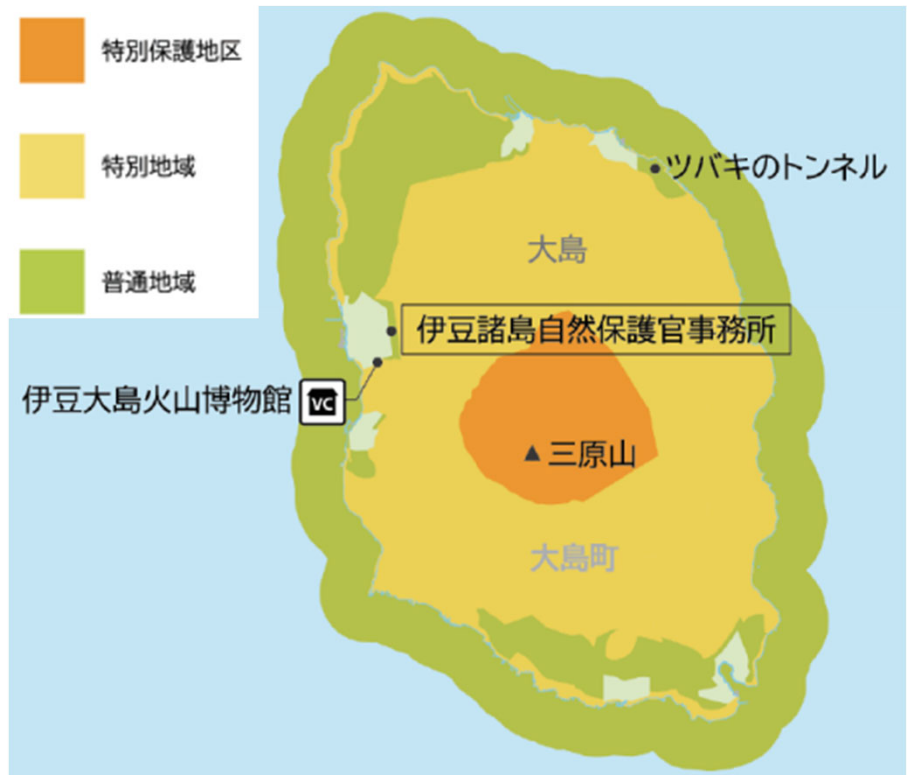 特別保護地区
特別地域
普通地域
ツバキのトンネル
大島
伊豆諸島自然保護官事務所
伊豆大島火山博物館
VC
三原山
大島町